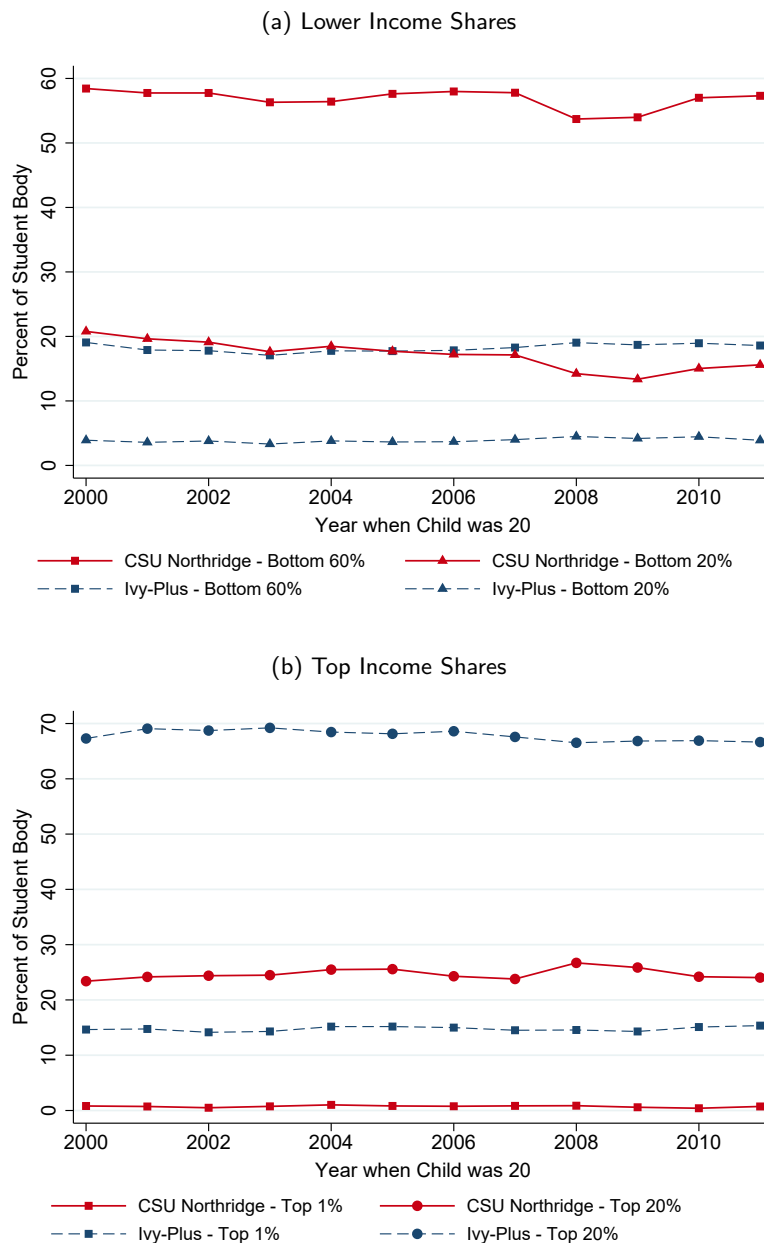 (a) Lower Income Shares
Percent of Student Body
60
50
40
30
20
10
0
2000 2002 2004 2006 2008 2010
Year when Child was 20
CSU Northridge - Bottom 60% CSU Northridge - Bottom 20%
Ivy-Plus - Bottom 60% Ivy-Plus - Bottom 20%
(b) Top Income Shares
Percent of Student Body
70
60
50
40
30
20
10
0
2000 2002 2004 2006 2008 2010
Year when Child was 20
CSU Northridge - Top 1% CSU Northridge - Top 20%
Ivy-Plus - Top 1% Ivy-Plus - Top 20%